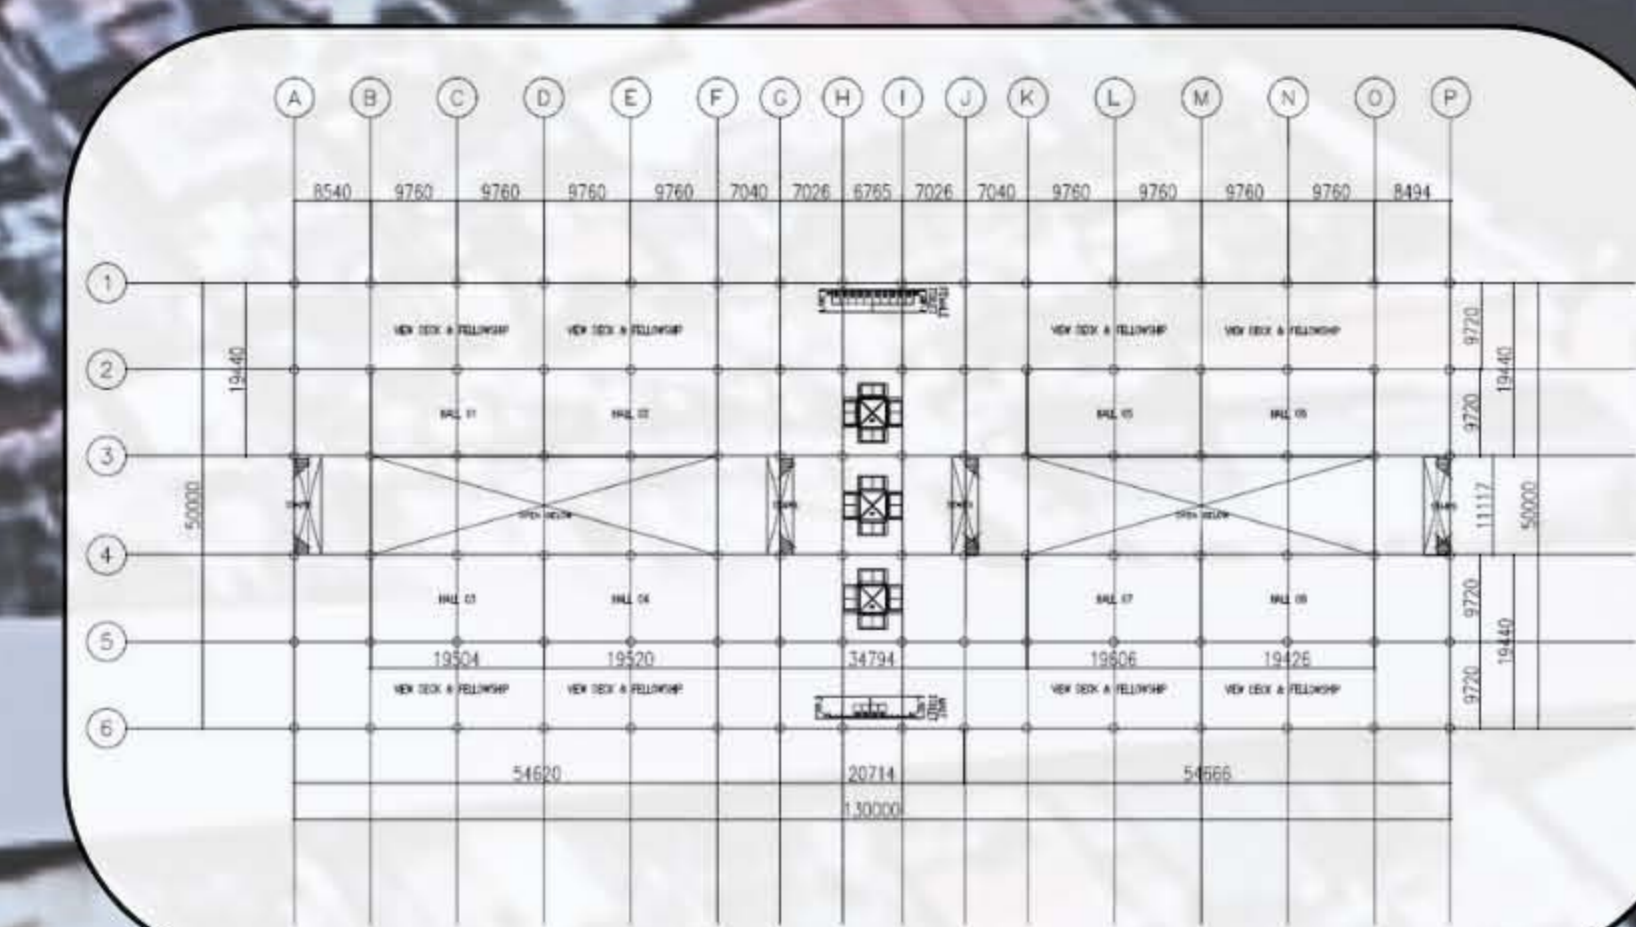 A B C D E F G H I J K L M N O P
8540 9760 9760 9760 9760 7040 7026 6765 7026 7040 9760 9760 9760 9760 8494
1
VIEW DECK & FELLOWSHIP VIEW DECK & FELLOWSHIP VIEW DECK & FELLOWSHIP VIEW DECK & FELLOWSHIP
9720
19440
19440
2
HALL 01 HALL 02 HALL 05
9720
3
50000
OPEN BELOW OPEN BELOW
11117
50000
4
HALL 03 HALL 04 HALL 07 HALL 08
9720
19440
5
19504 19520 34794 19606 19426
VIEW DECK & FELLOWSHIP VIEW DECK & FELLOWSHIP VIEW DECK & FELLOWSHIP VIEW DECK & FELLOWSHIP
9720
6
54620 20714 54666
130000